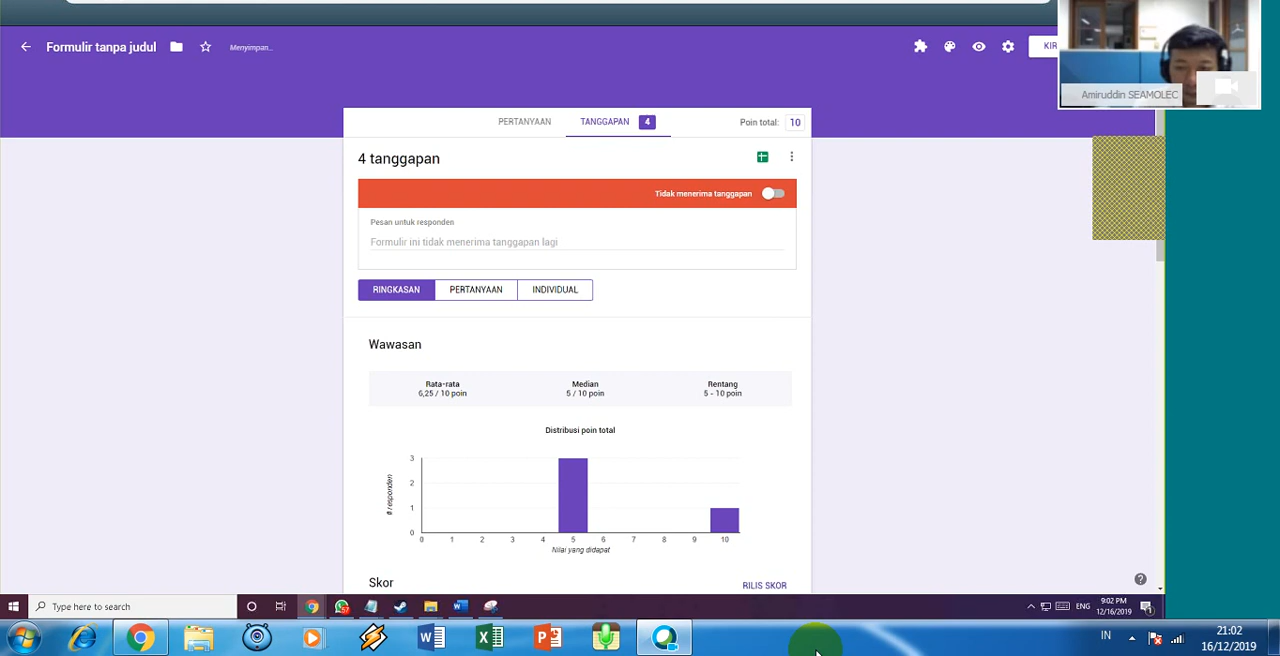 Formulir tanpa judul
Menyimpan...
KIR
Amiruddin SEAMOLEC
PERTANYAAN
TANGGAPAN
4
Poin total:
10
4 tanggapan
Tidak menerima tanggapan
Pesan untuk responden
Formulir ini tidak menerima tanggapan lagi
RINGKASAN
PERTANYAAN
INDIVIDUAL
Wawasan
Rata-rata
6,25 / 10 poin
Median
5 / 10 poin
Rentang
5 - 10 poin
Distribusi poin total
# responden
3
2
1
0
0 1 2 3 4 5 6 7 8 9 10
Nilai yang didapat
Skor
RILIS SKOR
Type here to search
ENG
9:02 PM
12/16/2019
IN
21:02
16/12/2019